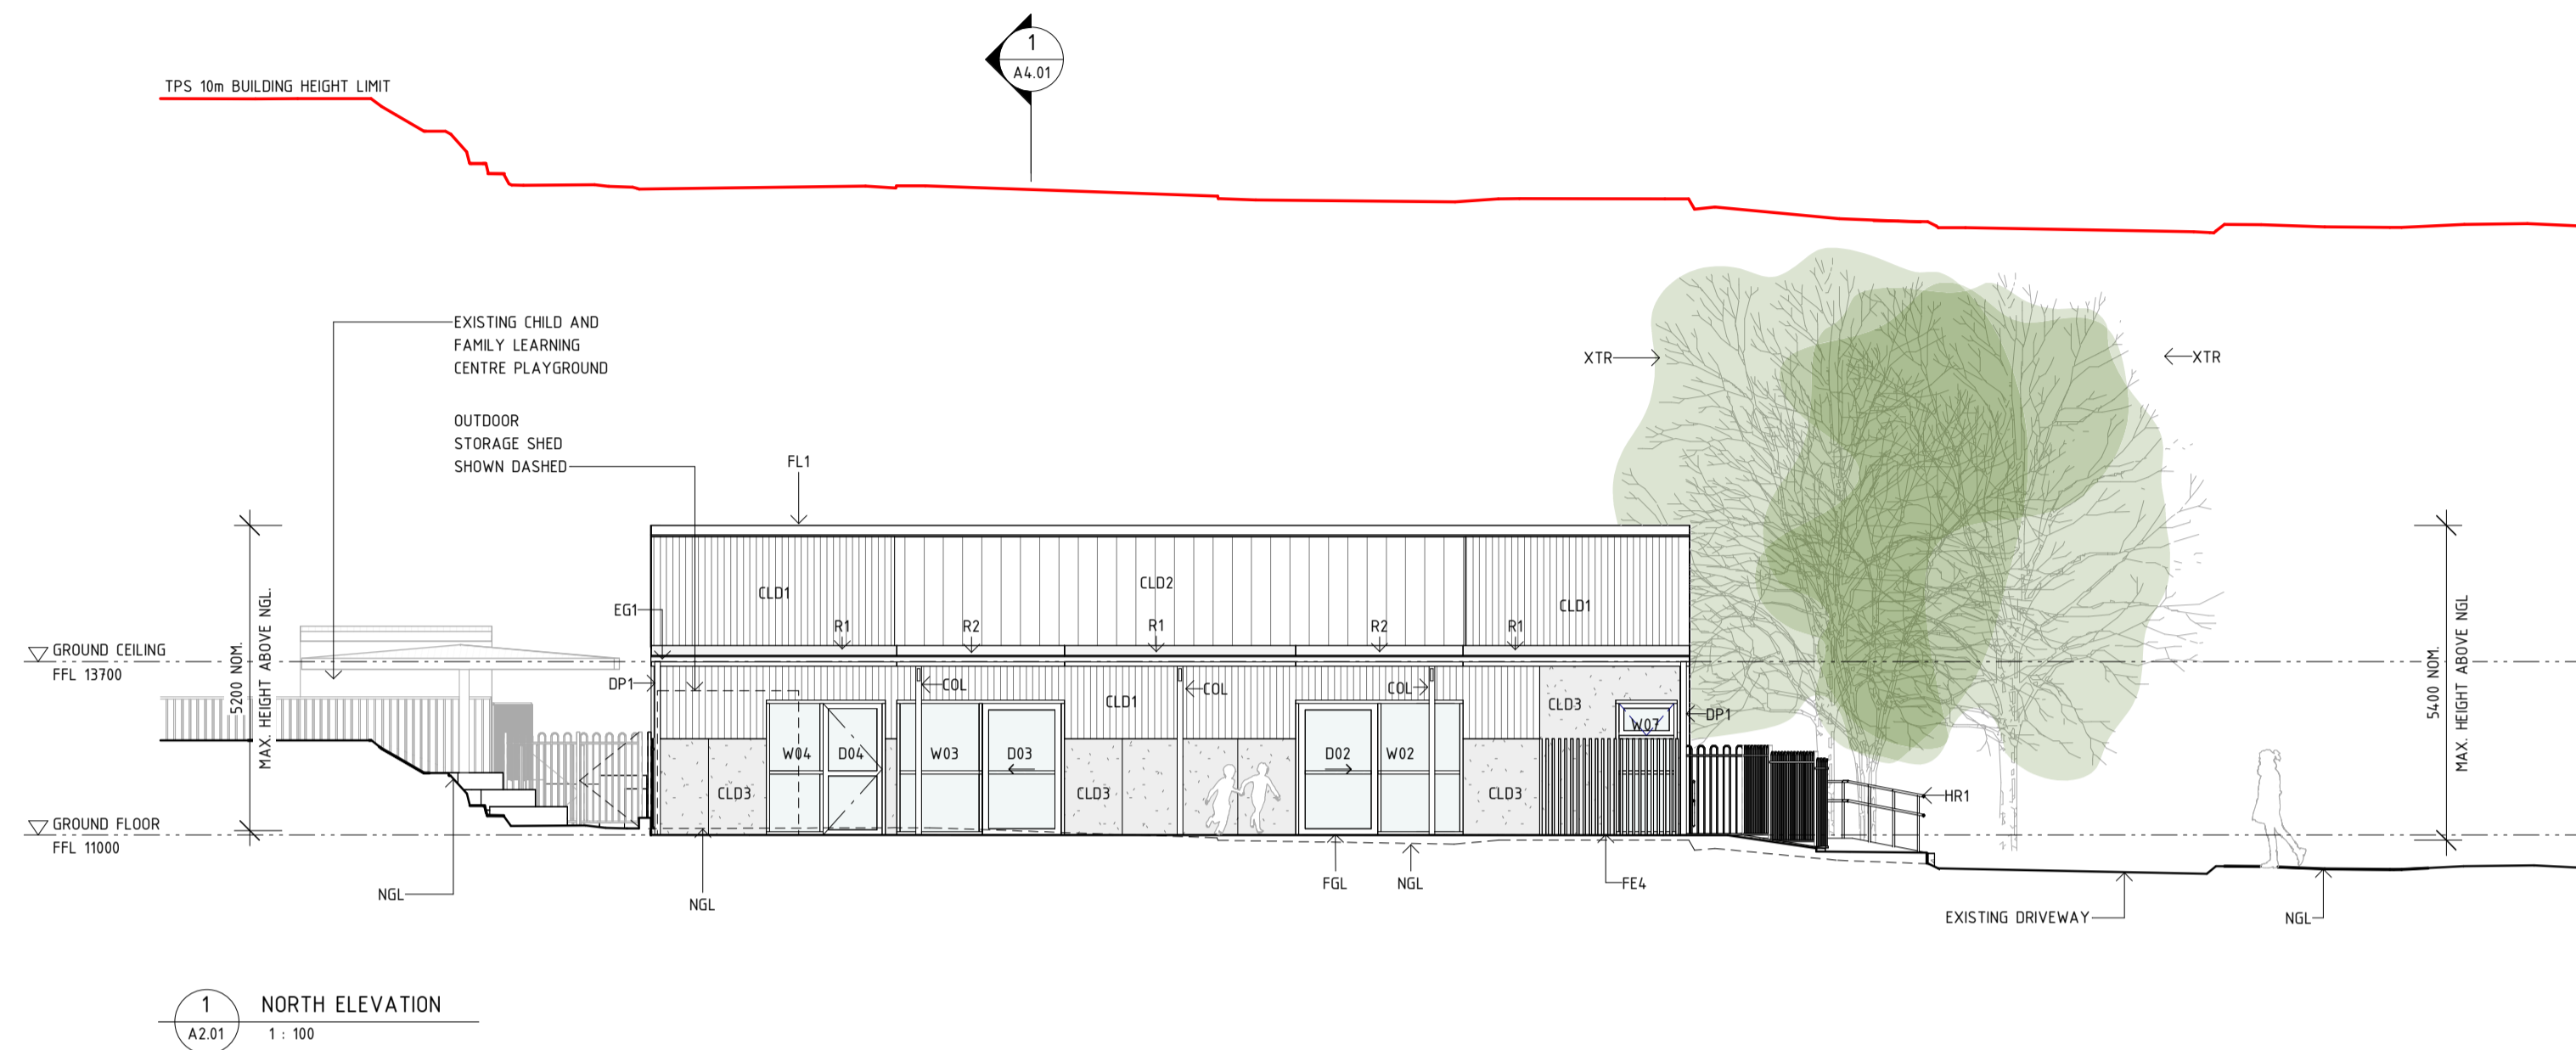 1
A4.01
TPS 10m BUILDING HEIGHT LIMIT
EXISTING CHILD AND
FAMILY LEARNING
CENTRE PLAYGROUND
XTR
XTR
OUTDOOR
STORAGE SHED
SHOWN DASHED
FL1
CLD1
CLD2
CLD1
EG1
R1
R2
R1
R2
R1
GROUND CEILING
FFL 13700
5200 NOM.
MAX. HEIGHT ABOVE NGL.
5400 NOM.
MAX. HEIGHT ABOVE NGL
DP1
COL
COL
COL
CLD1
CLD3
DP1
W07
W04
D04
W03
D03
D02
W02
CLD3
CLD3
CLD3
HR1
GROUND FLOOR
FFL 11000
NGL
NGL
FGL
NGL
FE4
EXISTING DRIVEWAY
NGL
1
NORTH ELEVATION
A2.01
1 : 100